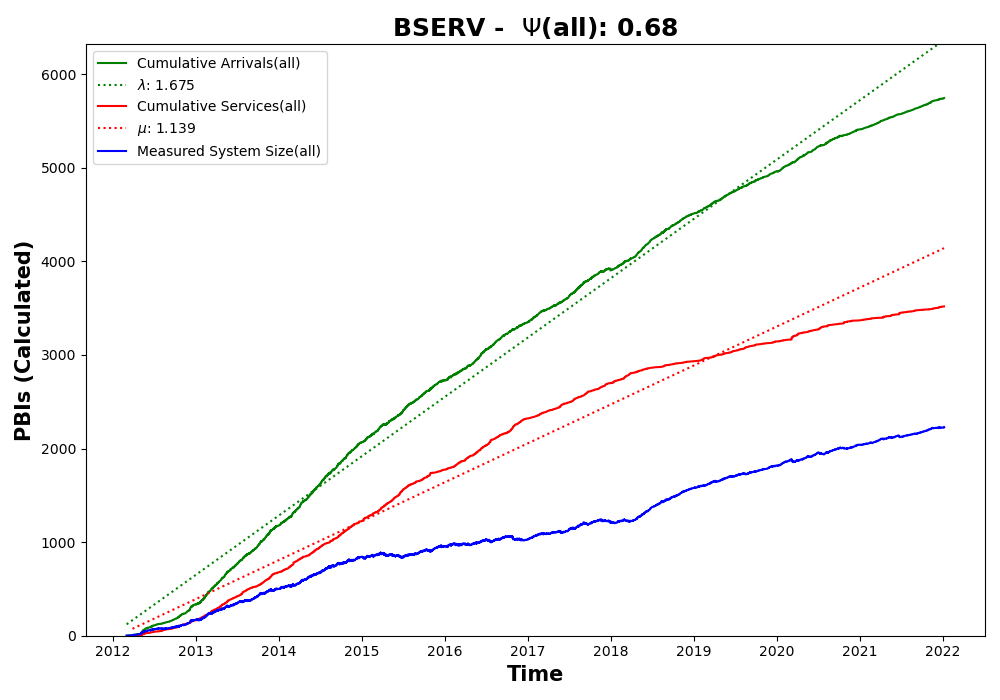 BSERV - Ψ(all): 0.68
Cumulative Arrivals(all)
λ: 1.675
Cumulative Services(all)
μ: 1.139
Measured System Size(all)
PBIs (Calculated)
6000
5000
4000
3000
2000
1000
0
2012 2013 2014 2015 2016 2017 2018 2019 2020 2021 2022
Time